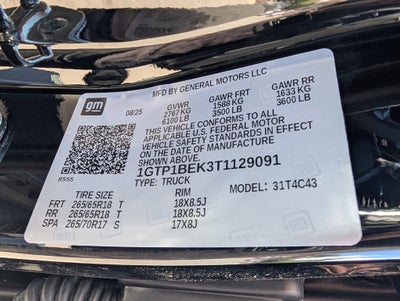 gm
MFD BY GENERAL MOTORS LLC
08/25 GVWR GAWR FRT GAWR RR
2767 KG 1588 KG 1633 KG
6100 LB 3500 LB 3600 LB
THIS VEHICLE CONFORMS TO ALL
APPLICABLE U.S. FEDERAL MOTOR
VEHICLE SAFETY STANDARDS IN EFFECT
ON THE DATE OF MANUFACTURE
SHOWN ABOVE.
1GTP1BEK3T1129091
TYPE: TRUCK MODEL: 31T4C43
TIRE SIZE RIM
FRT 265/65R18 T 18X8.5J
RR 265/65R18 T 18X8.5J
SPA 265/70R17 S 17X8J